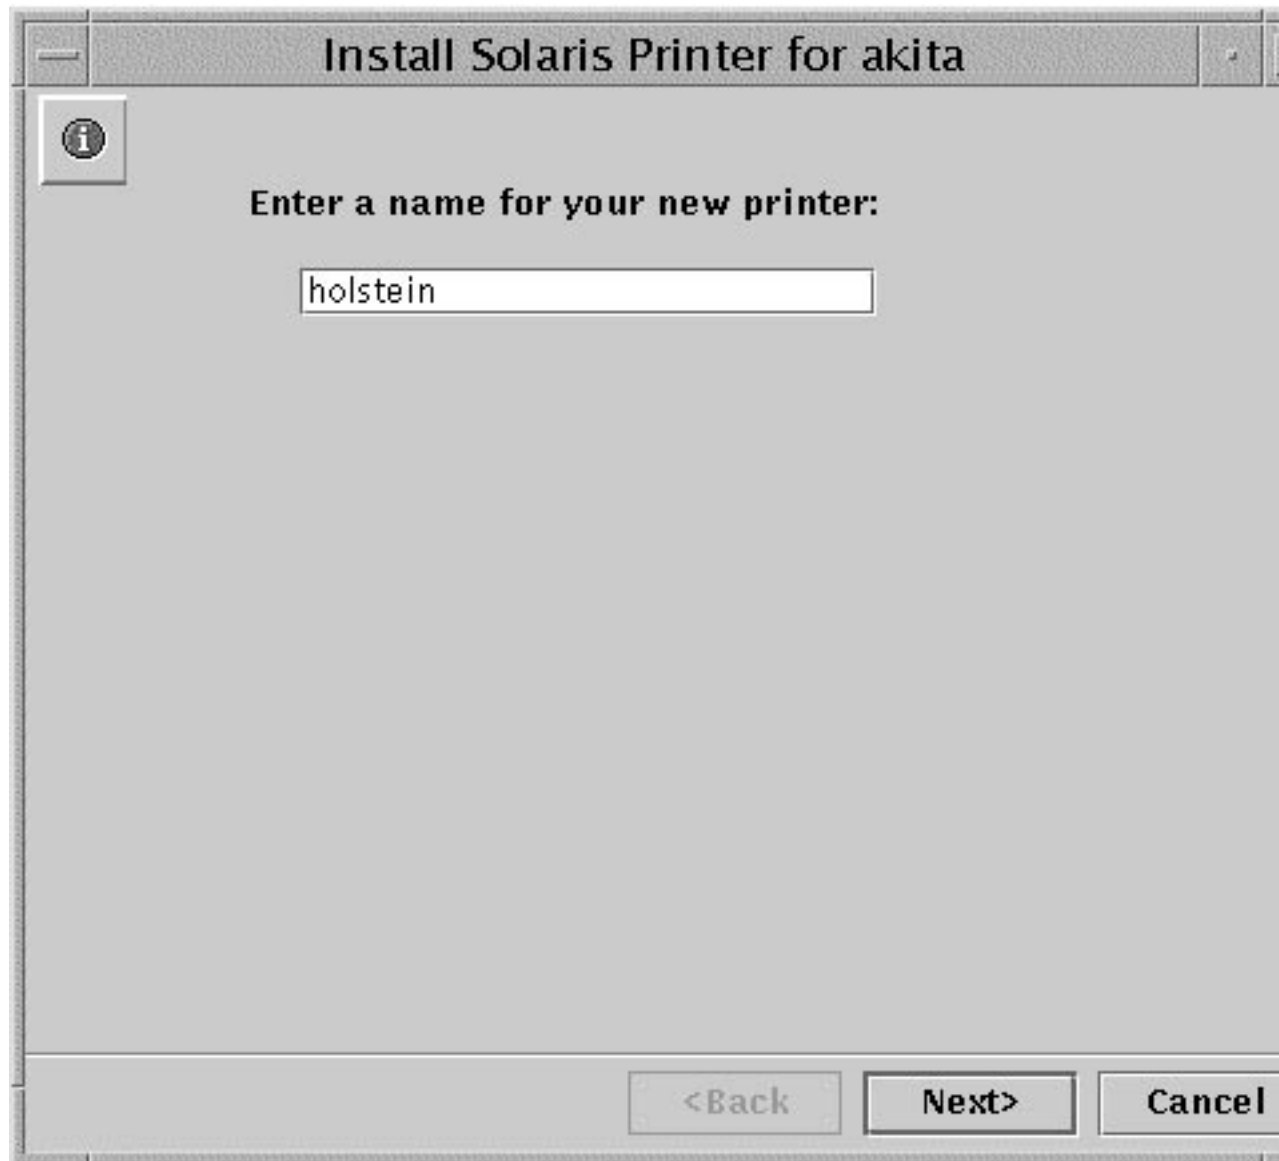 Install Solaris Printer for akita
Enter a name for your new printer:
holstein
<Back Next> Cancel